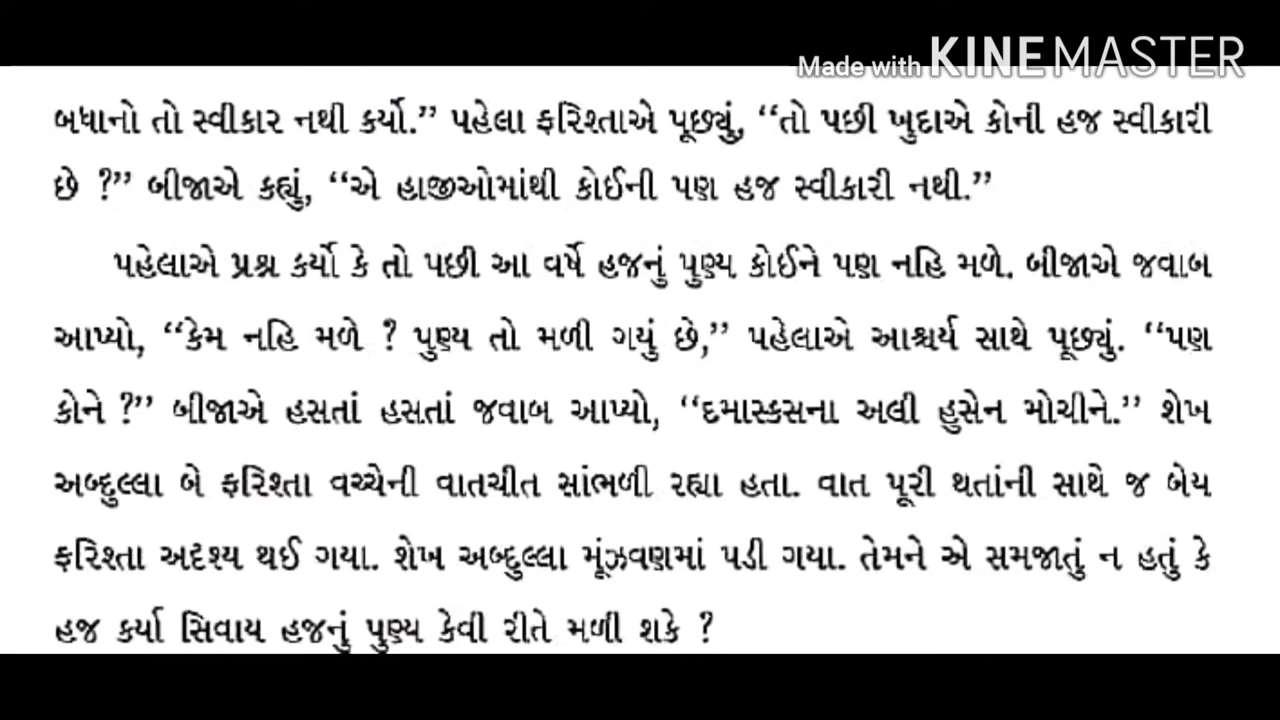 Made with KINEMASTER
બધાનો તો સ્વીકાર નથી કર્યો.” પહેલા ફરિશ્તાએ પૂછ્યું, “તો પછી ખુદાએ કોની હજ સ્વીકારી
છે ?” બીજાએ કહ્યું, “એ હાજીઓમાંથી કોઈની પણ હજ સ્વીકારી નથી.”
પહેલાએ પ્રશ્ન કર્યો કે તો પછી આ વર્ષે હજનું પુણ્ય કોઈને પણ નહિ મળે. બીજાએ જવાબ
આપ્યો, “કેમ નહિ મળે ? પુણ્ય તો મળી ગયું છે,” પહેલાએ આશ્ચર્ય સાથે પૂછ્યું. “પણ
કોને ?” બીજાએ હસતાં હસતાં જવાબ આપ્યો, “દમાસ્કસના અલી હુસેન મોચીને.” શેખ
અબ્દુલ્લા બે ફરિશ્તા વચ્ચેની વાતચીત સાંભળી રહ્યા હતા. વાત પૂરી થતાંની સાથે જ બેય
ફરિશ્તા અદૃશ્ય થઈ ગયા. શેખ અબ્દુલ્લા મૂંઝવણમાં પડી ગયા. તેમને એ સમજાતું ન હતું કે
હજ કર્યા સિવાય હજનું પુણ્ય કેવી રીતે મળી શકે ?